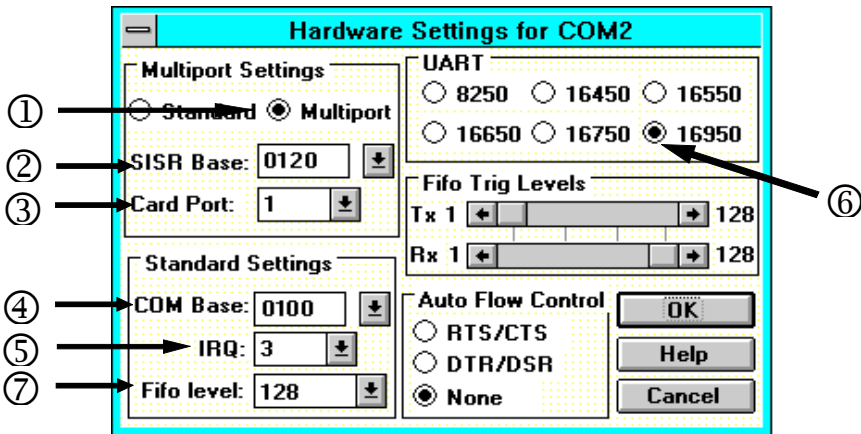 Hardware Settings for COM2
Multiport Settings
① Standard Multiport
② SISR Base: 0120
③ Card Port: 1
Standard Settings
④ COM Base: 0100
⑤ IRQ: 3
⑦ Fifo level: 128
UART
8250 16450 16550
16650 16750 16950
⑥
Fifo Trig Levels
Tx 1 128
Rx 1 128
Auto Flow Control
RTS/CTS
DTR/DSR
None
OK
Help
Cancel